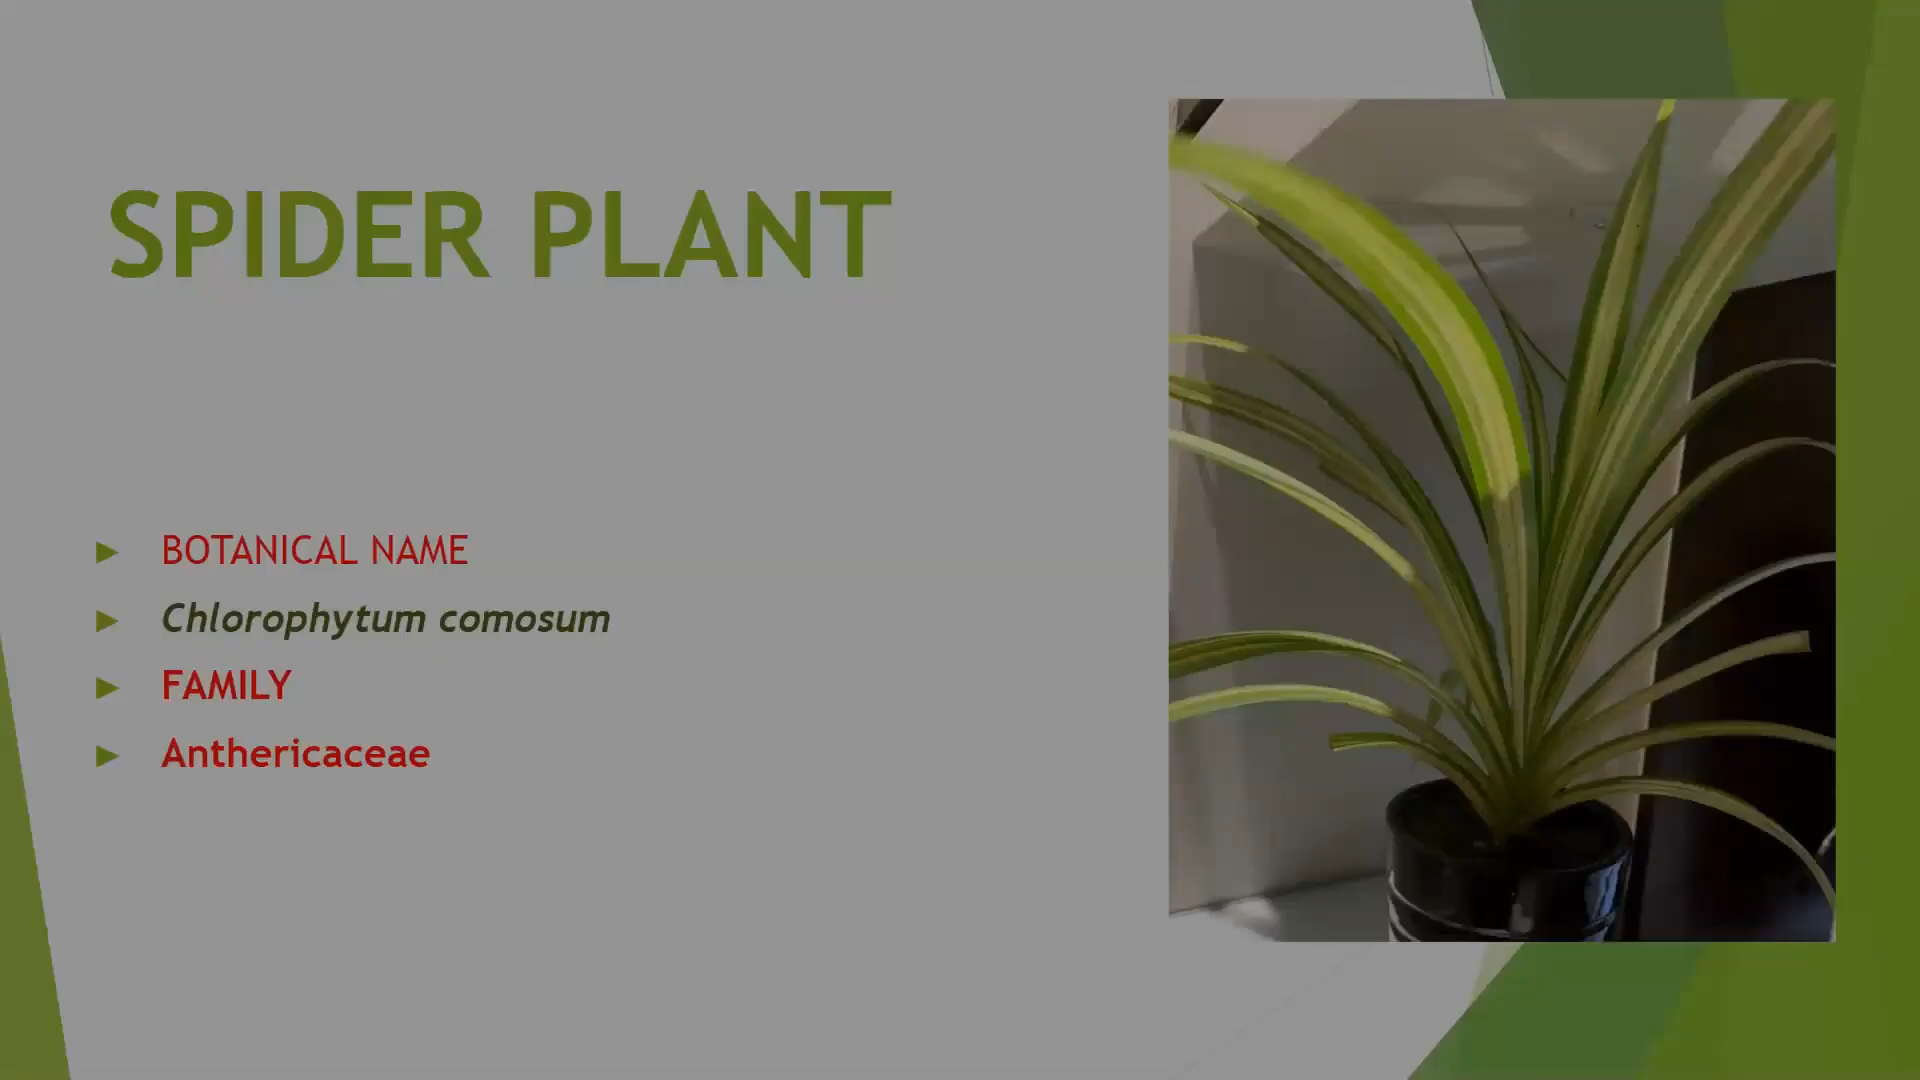 SPIDER PLANT
BOTANICAL NAME
Chlorophytum comosum
FAMILY
Anthericaceae